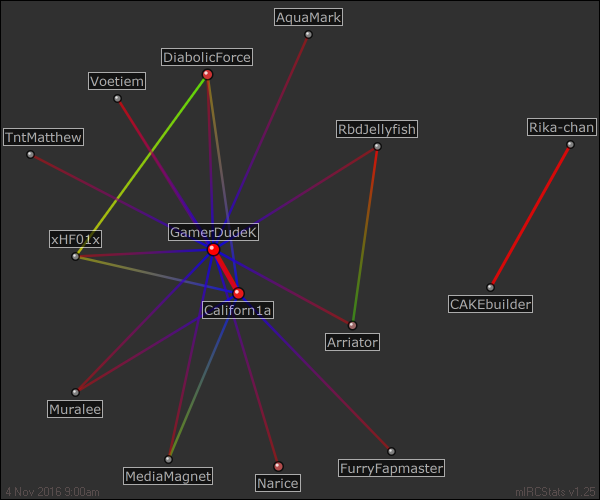 AquaMark
DiabolicForce
Voetiem
RbdJellyfish
Rika-chan
TntMatthew
GamerDudeK
xHF01x
Californ1a
CAKEbuilder
Arriator
Muralee
MediaMagnet
FurryFapmaster
Narice
4 Nov 2016 9:00am
mIRCStats v1.25